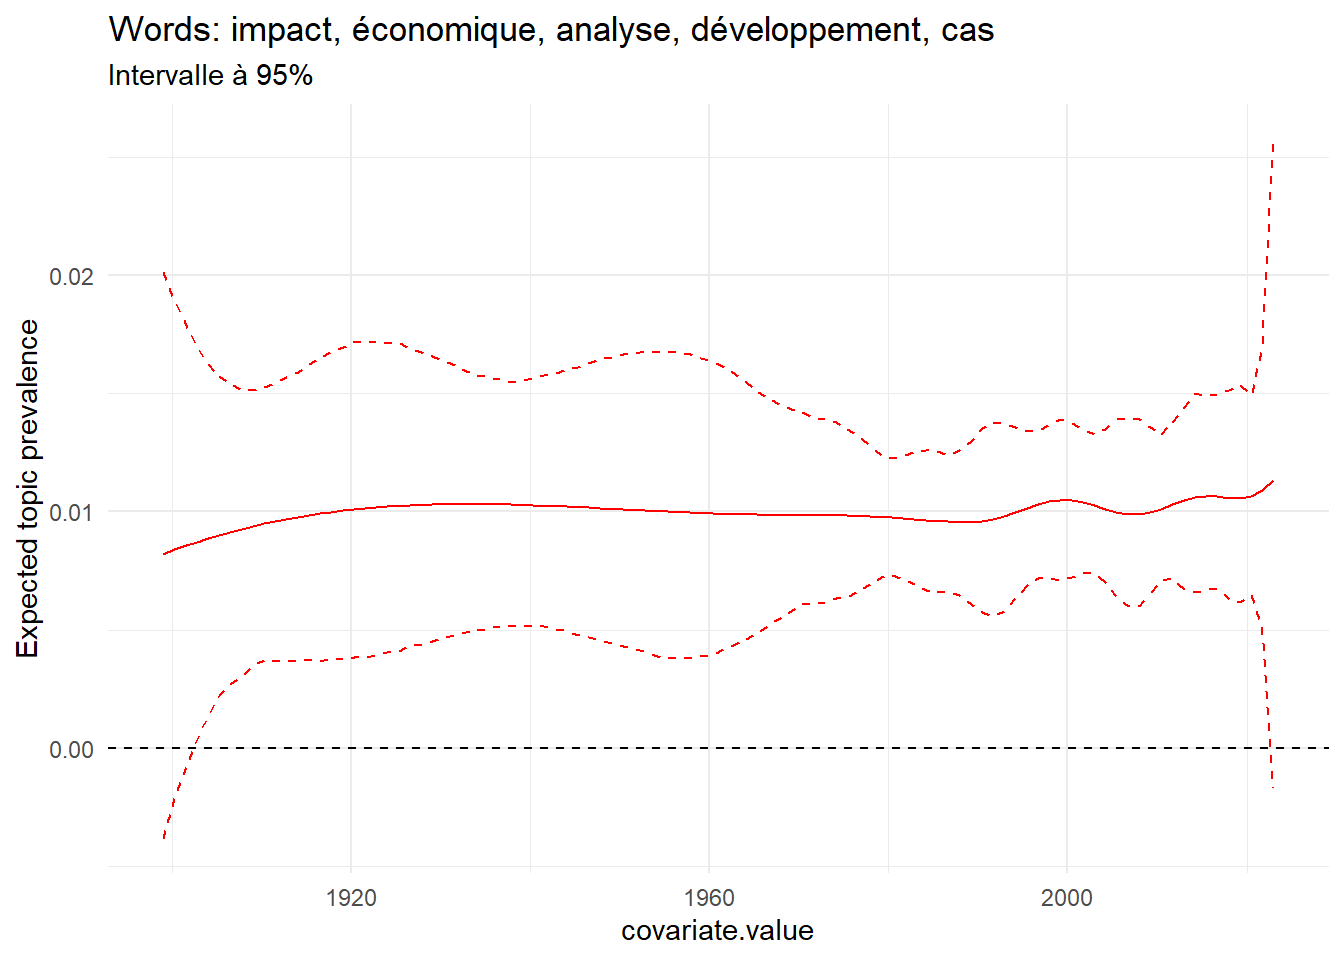 Words: impact, économique, analyse, développement, cas
Intervalle à 95%
Expected topic prevalence
0.02
0.01
0.00
1920
1960
2000
covariate.value